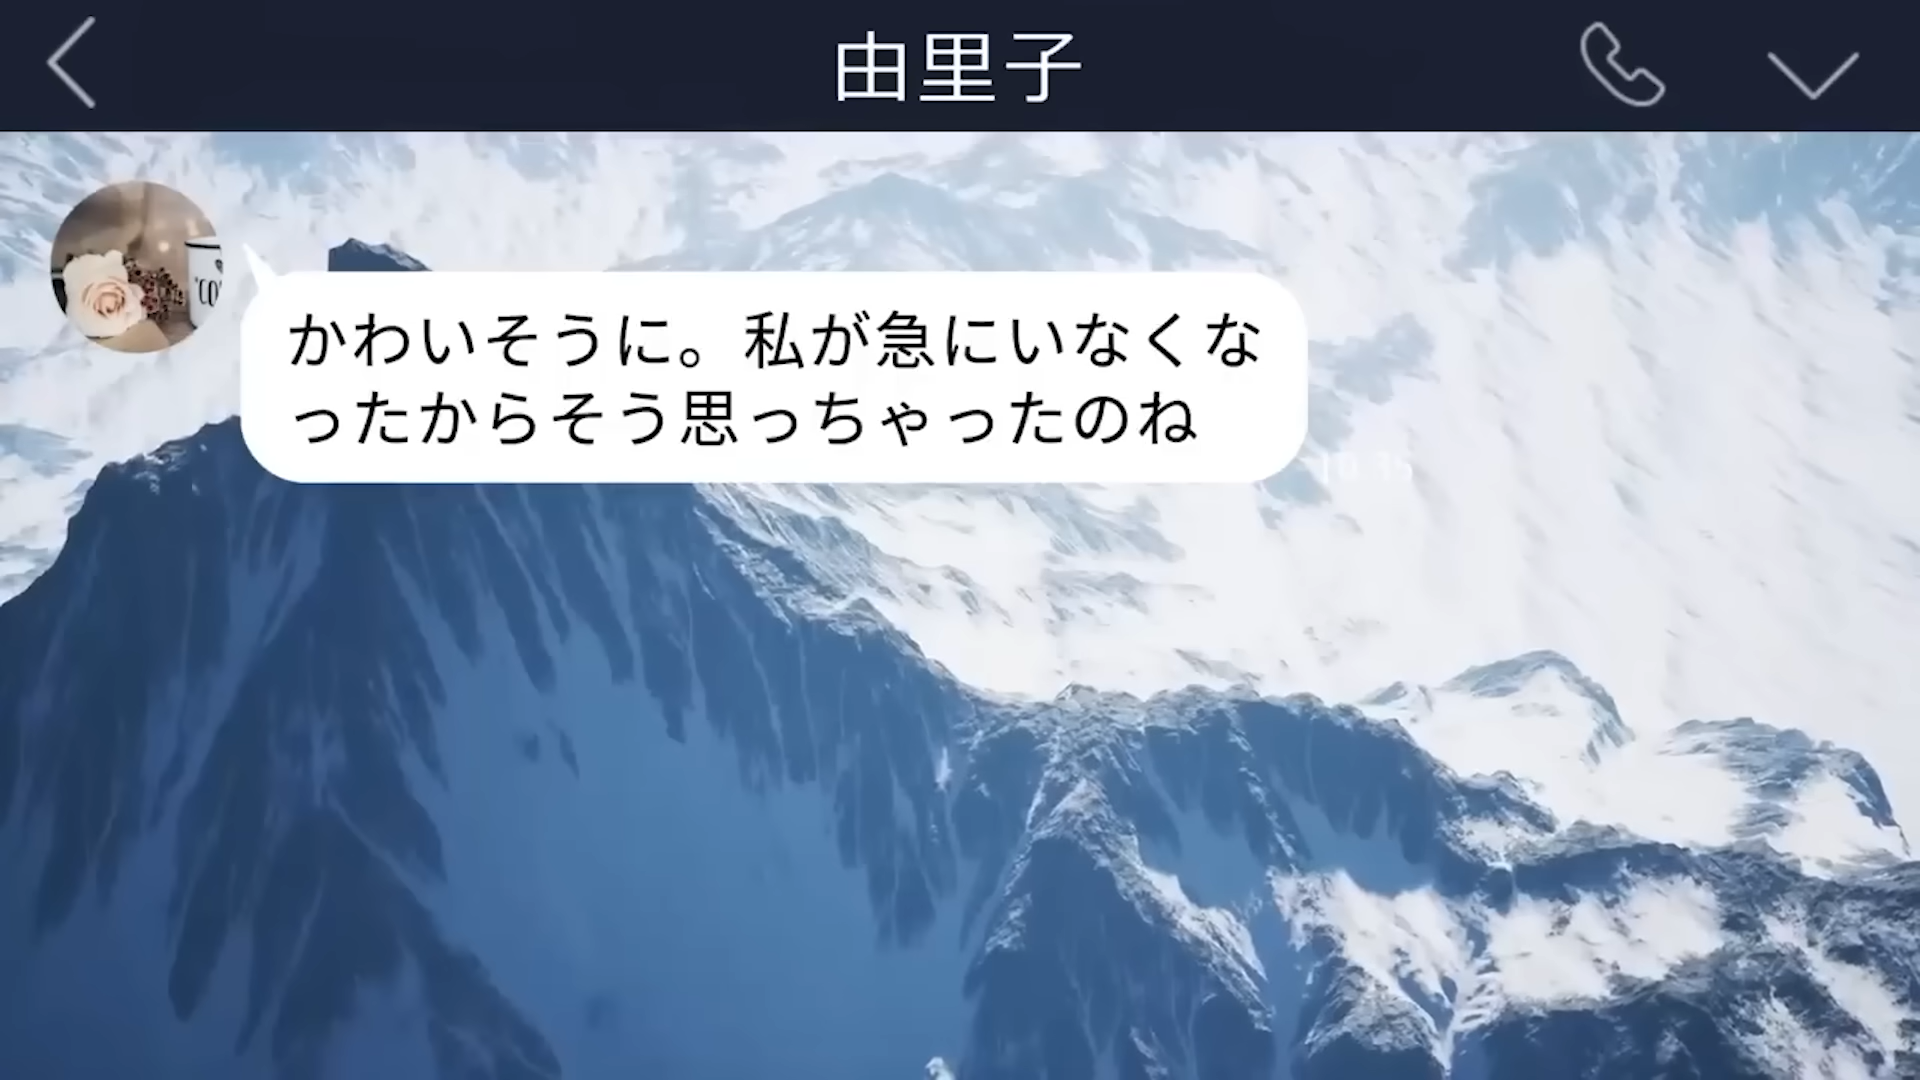 由里子
かわいそうに。私が急にいなくな
ったからそう思っちゃったのね